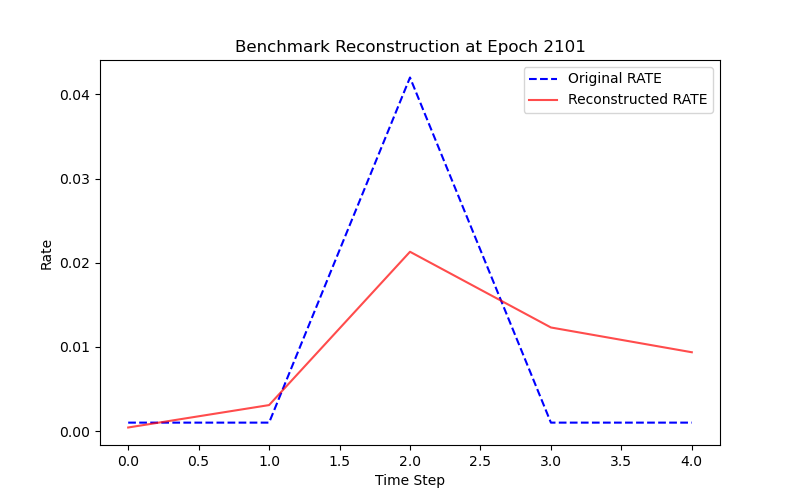 Benchmark Reconstruction at Epoch 2101
Original RATE
Reconstructed RATE
Rate
0.04
0.03
0.02
0.01
0.00
0.0 0.5 1.0 1.5 2.0 2.5 3.0 3.5 4.0
Time Step